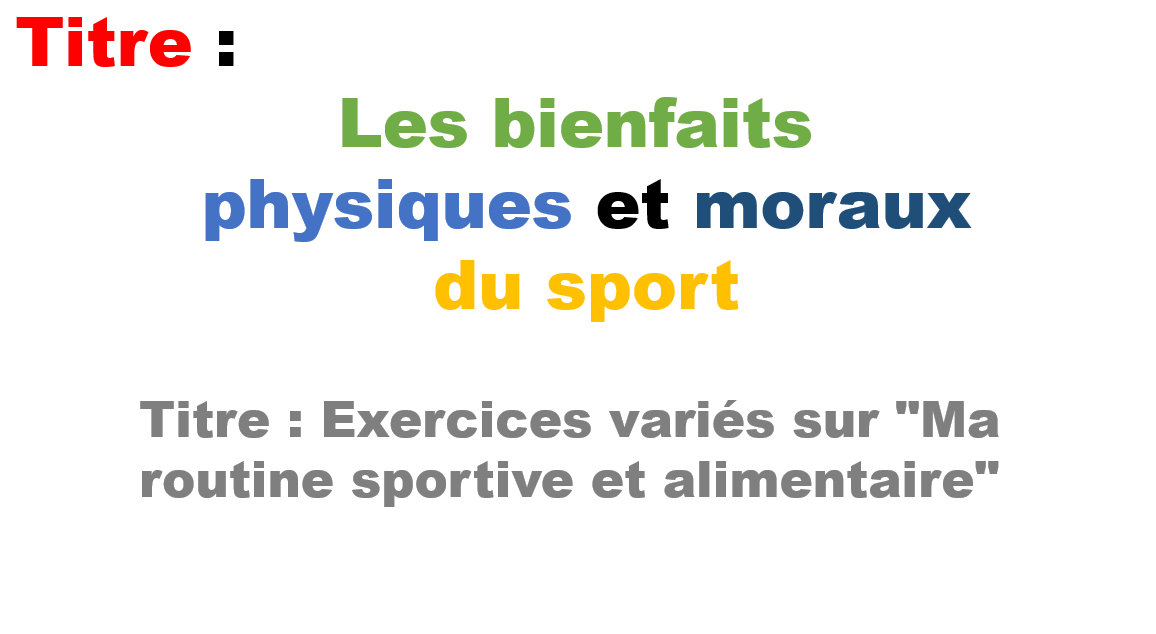 Titre :
Les bienfaits
physiques et moraux
du sport
Titre : Exercices variés sur "Ma
routine sportive et alimentaire"